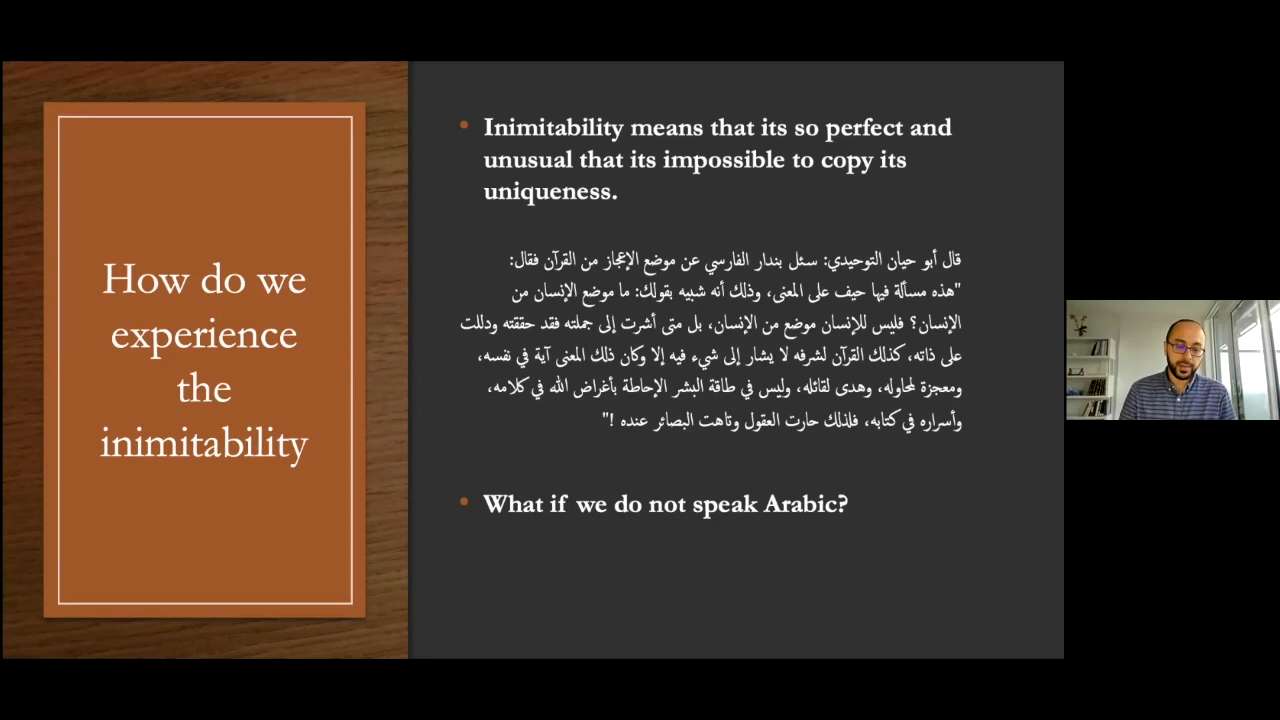 How do we
experience
the
inimitability
• Inimitability means that its so perfect and
unusual that its impossible to copy its
uniqueness.
قال أبو حيان التوحيدي: سئل بندار الفارسي عن موضع الإعجاز من القرآن فقال:
"هذه مسألة فيها حيف على المعنى، وذلك أنه شبيه بقولك: ما موضع الإنسان من
الإنسان؟ فليس للإنسان موضع من الإنسان، بل متى أشرت إلى جملته فقد حققته ودللت
على ذاته، كذلك القرآن لشرفه لا يشار إلى شيء فيه إلا وكان ذلك المعنى آية في نفسه،
ومعجزة لمحاوله، وهدى لقائله، وليس في طاقة البشر الإحاطة بأغراض الله في كلامه،
وأسراره في كتابه، فلذلك حارت العقول وتاهت البصائر عنده !"
• What if we do not speak Arabic?